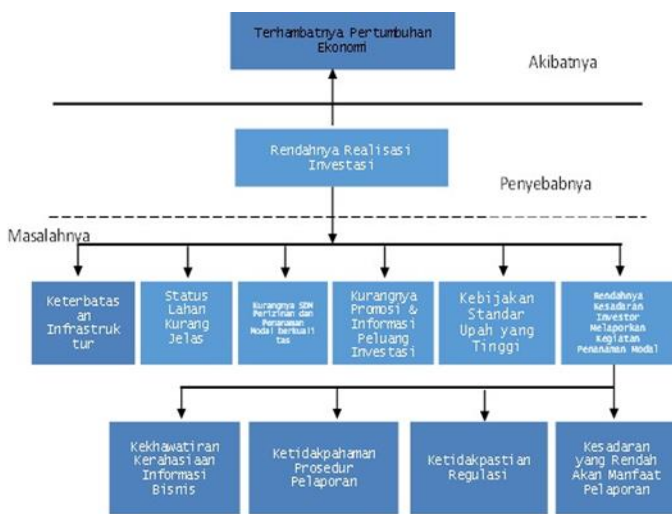 Terhambatnya Pertumbuhan
Ekonomi
Akibatnya
Rendahnya Realisasi
Investasi
Penyebabnya
Masalahnya
Keterbatas
an
Infrastruk
tur
Status
Lahan
Kurang
Jelas
Kurangnya SDM
Perizinan dan
Penanaman
Modal berkuali
tas
Kurangnya
Promosi &
Informasi
Peluang
Investasi
Kebijakan
Standar
Upah yang
Tinggi
Rendahnya
Kesadaran
Investor
Melaporkan
Kegiatan
Penanaman Modal
Kekhawatiran
Kerahasiaan
Informasi
Bisnis
Ketidakpahaman
Prosedur
Pelaporan
Ketidakpastian
Regulasi
Kesadaran
yang Rendah
Akan Manfaat
Pelaporan